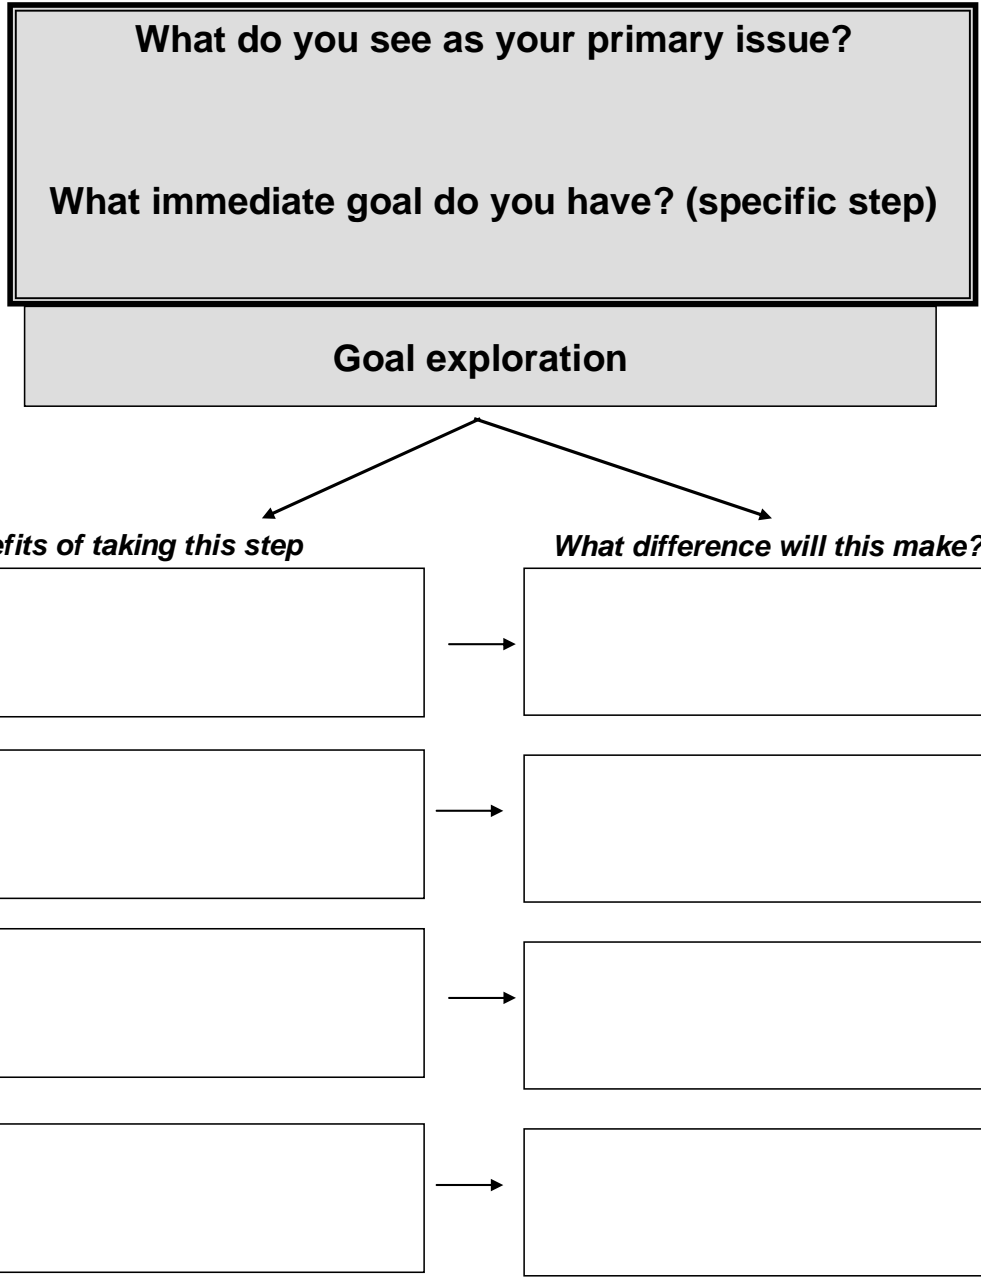 What do you see as your primary issue?
What immediate goal do you have? (specific step)
Goal exploration
efits of taking this step
What difference will this make?